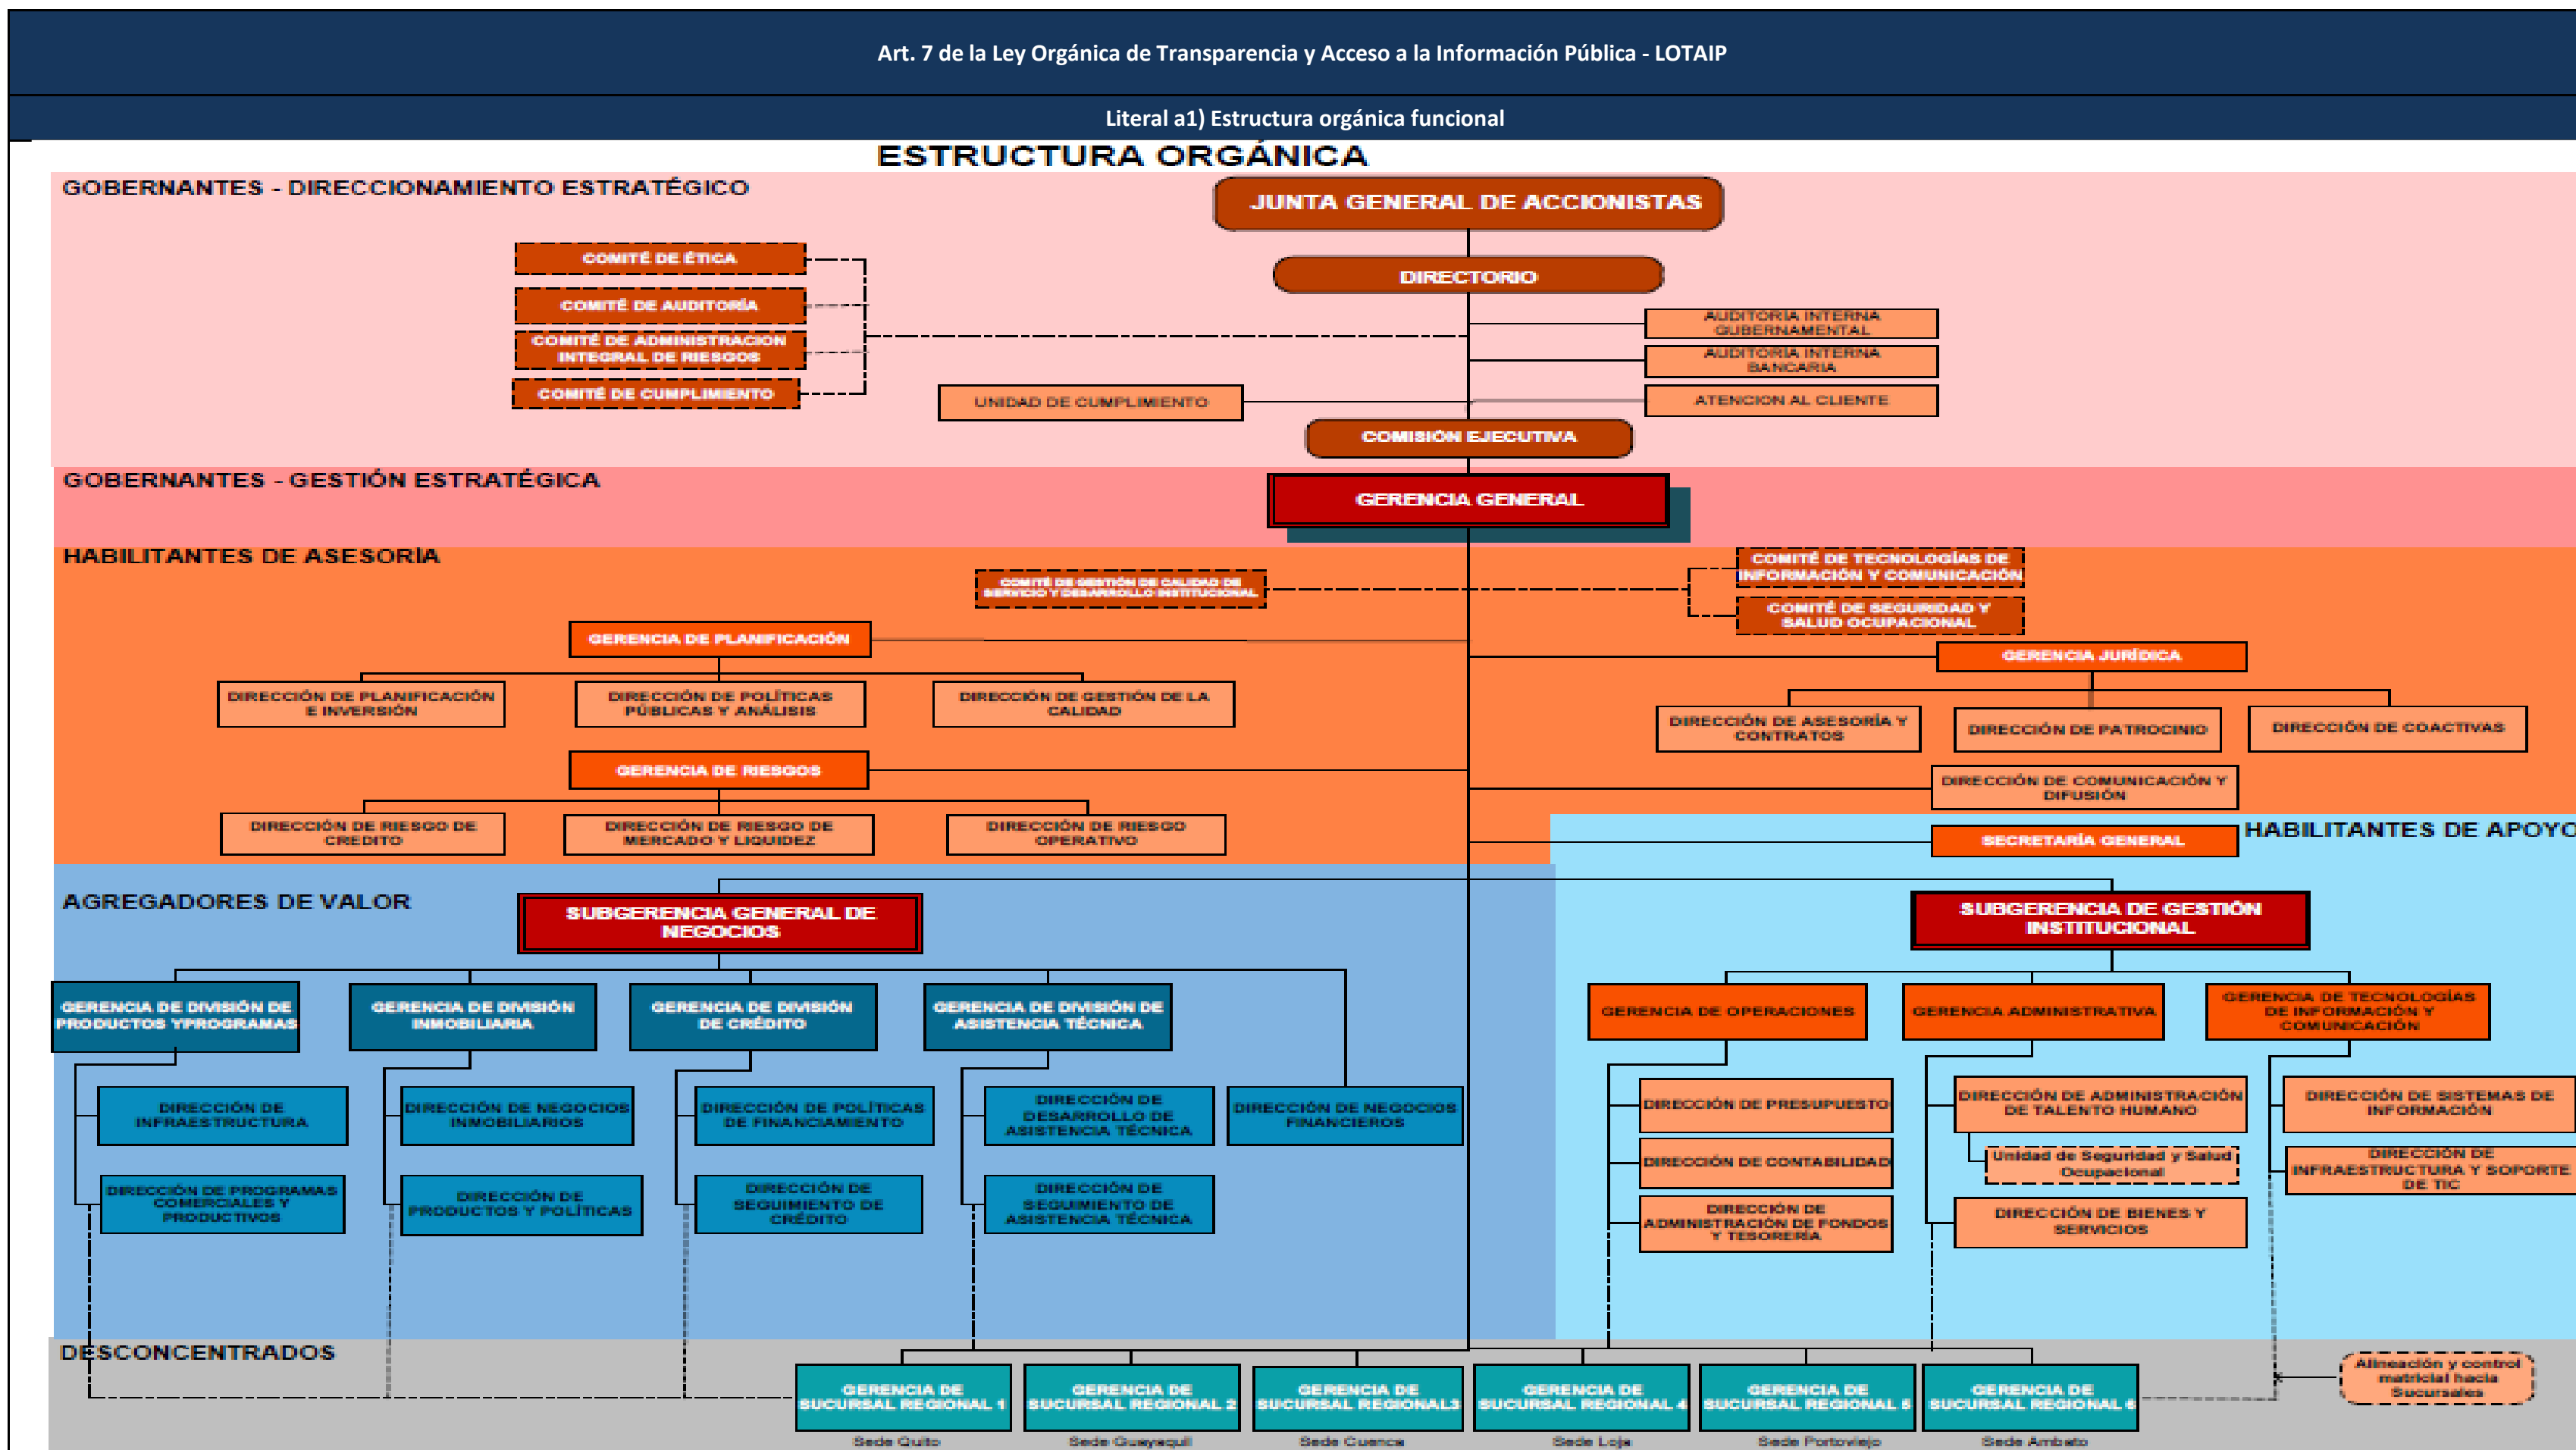 Art. 7 de la Ley Orgánica de Transparencia y Acceso a la Información Pública - LOTAIP
Literal a1) Estructura orgánica funcional
ESTRUCTURA ORGÁNICA
GOBERNANTES - DIRECCIONAMIENTO ESTRATÉGICO
JUNTA GENERAL DE ACCIONISTAS
DIRECTORIO
COMITÉ DE ÉTICA
COMITÉ DE AUDITORÍA
COMITÉ DE ADMINISTRACION
INTEGRAL DE RIESGOS
COMITÉ DE CUMPLIMIENTO
AUDITORÍA INTERNA
GUBERNAMENTAL
AUDITORÍA INTERNA
BANCARIA
UNIDAD DE CUMPLIMIENTO
ATENCION AL CLIENTE
COMISIÓN EJECUTIVA
GOBERNANTES - GESTIÓN ESTRATÉGICA
GERENCIA GENERAL
HABILITANTES DE ASESORÍA
COMITÉ DE GESTIÓN DE CALIDAD DE
SERVICIO Y DESARROLLO INSTITUCIONAL
COMITÉ DE TECNOLOGÍAS DE
INFORMACIÓN Y COMUNICACIÓN
COMITÉ DE SEGURIDAD Y
SALUD OCUPACIONAL
GERENCIA DE PLANIFICACIÓN
DIRECCIÓN DE PLANIFICACIÓN
E INVERSIÓN
DIRECCIÓN DE POLÍTICAS
PÚBLICAS Y ANÁLISIS
DIRECCIÓN DE GESTIÓN DE LA
CALIDAD
GERENCIA JURÍDICA
DIRECCIÓN DE ASESORÍA Y
CONTRATOS
DIRECCIÓN DE PATROCINIO
DIRECCIÓN DE COACTIVAS
GERENCIA DE RIESGOS
DIRECCIÓN DE RIESGO DE
CREDITO
DIRECCIÓN DE RIESGO DE
MERCADO Y LIQUIDEZ
DIRECCIÓN DE RIESGO
OPERATIVO
DIRECCIÓN DE COMUNICACIÓN Y
DIFUSIÓN
SECRETARÍA GENERAL
HABILITANTES DE APOYO
AGREGADORES DE VALOR
SUBGERENCIA GENERAL DE
NEGOCIOS
SUBGERENCIA DE GESTIÓN
INSTITUCIONAL
GERENCIA DE DIVISIÓN DE
PRODUCTOS YPROGRAMAS
GERENCIA DE DIVISIÓN
INMOBILIARIA
GERENCIA DE DIVISIÓN
DE CRÉDITO
GERENCIA DE DIVISIÓN DE
ASISTENCIA TÉCNICA
GERENCIA DE OPERACIONES
GERENCIA ADMINISTRATIVA
GERENCIA DE TECNOLOGÍAS
DE INFORMACIÓN Y
COMUNICACIÓN
DIRECCIÓN DE
INFRAESTRUCTURA
DIRECCIÓN DE NEGOCIOS
INMOBILIARIOS
DIRECCIÓN DE POLÍTICAS
DE FINANCIAMIENTO
DIRECCIÓN DE
DESARROLLO DE
ASISTENCIA TÉCNICA
DIRECCIÓN DE NEGOCIOS
FINANCIEROS
DIRECCIÓN DE PRESUPUESTO
DIRECCIÓN DE ADMINISTRACIÓN
DE TALENTO HUMANO
DIRECCIÓN DE SISTEMAS DE
INFORMACIÓN
DIRECCIÓN DE CONTABILIDAD
Unidad de Seguridad y Salud
Ocupacional
DIRECCIÓN DE
INFRAESTRUCTURA Y SOPORTE
DE TIC
DIRECCIÓN DE PROGRAMAS
COMERCIALES Y
PRODUCTIVOS
DIRECCIÓN DE
PRODUCTOS Y POLÍTICAS
DIRECCIÓN DE
SEGUIMIENTO DE
CRÉDITO
DIRECCIÓN DE
SEGUIMIENTO DE
ASISTENCIA TÉCNICA
DIRECCIÓN DE
ADMINISTRACIÓN DE FONDOS
Y TESORERÍA
DIRECCIÓN DE BIENES Y
SERVICIOS
DESCONCENTRADOS
GERENCIA DE
SUCURSAL REGIONAL 1
GERENCIA DE
SUCURSAL REGIONAL 2
GERENCIA DE
SUCURSAL REGIONAL3
GERENCIA DE
SUCURSAL REGIONAL 4
GERENCIA DE
SUCURSAL REGIONAL 5
GERENCIA DE
SUCURSAL REGIONAL 6
Alineación y control
matricial hacia
Sucursales
Sede Quito
Sede Guayaquil
Sede Cuenca
Sede Loja
Sede Portoviejo
Sede Ambato